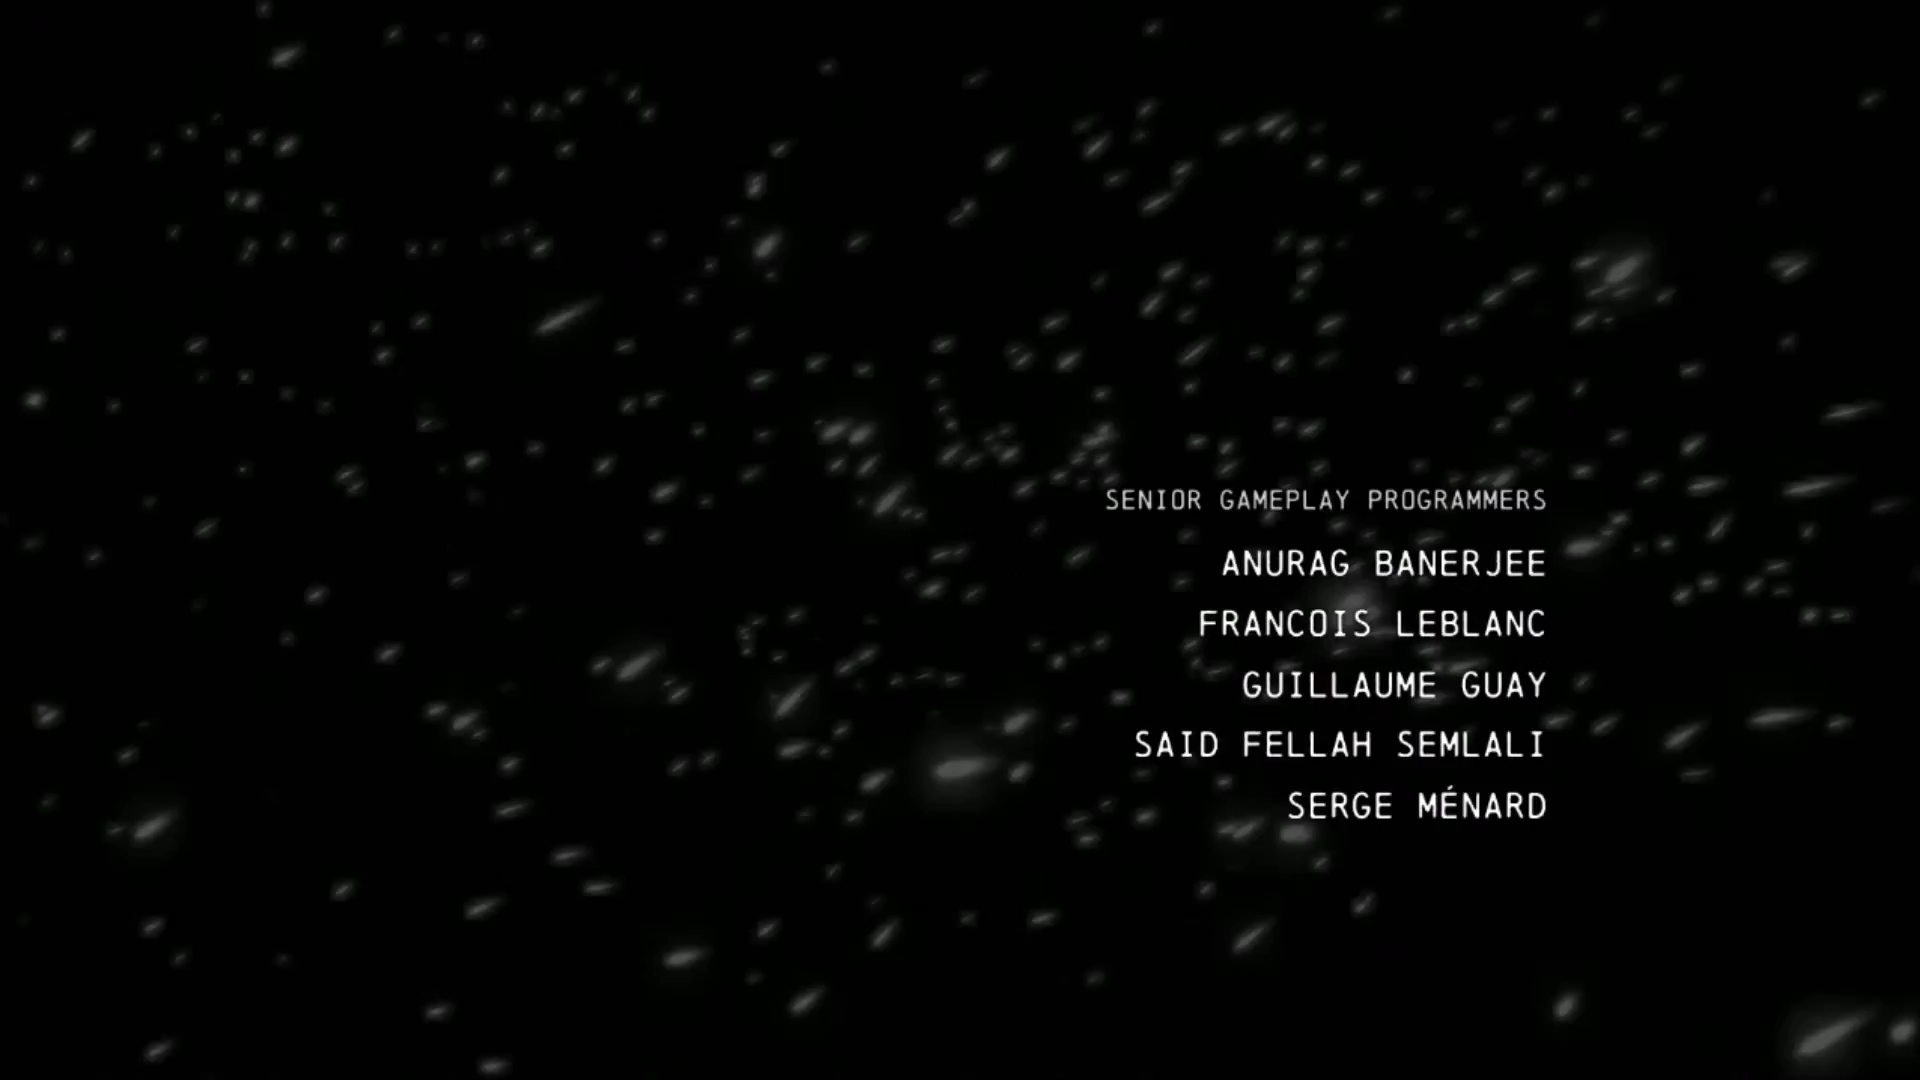 SENIOR GAMEPLAY PROGRAMMERS
ANURAG BANERJEE
FRANCOIS LEBLANC
GUILLAUME GUAY
SAID FELLAH SEMLALI
SERGE MÉNARD